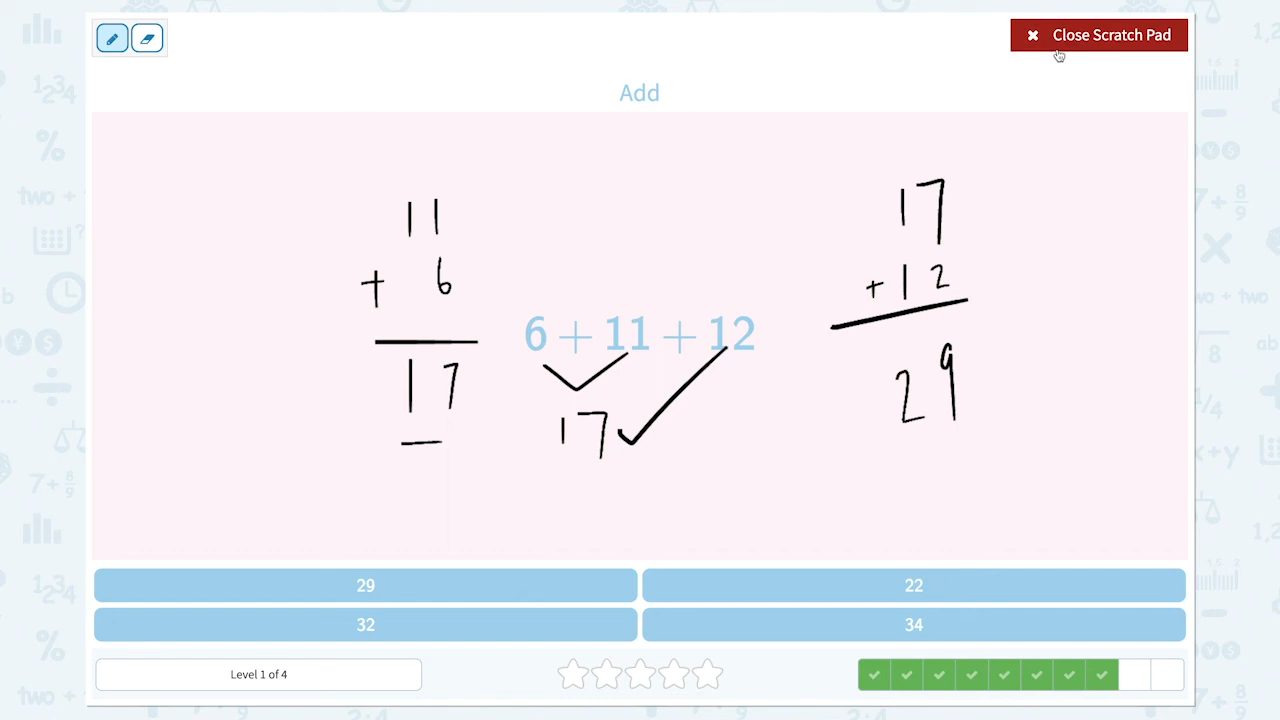 Close Scratch Pad
Add
11
+ 6
17
6 + 11 + 12
17
17
+ 12
29
29
22
32
34
Level 1 of 4